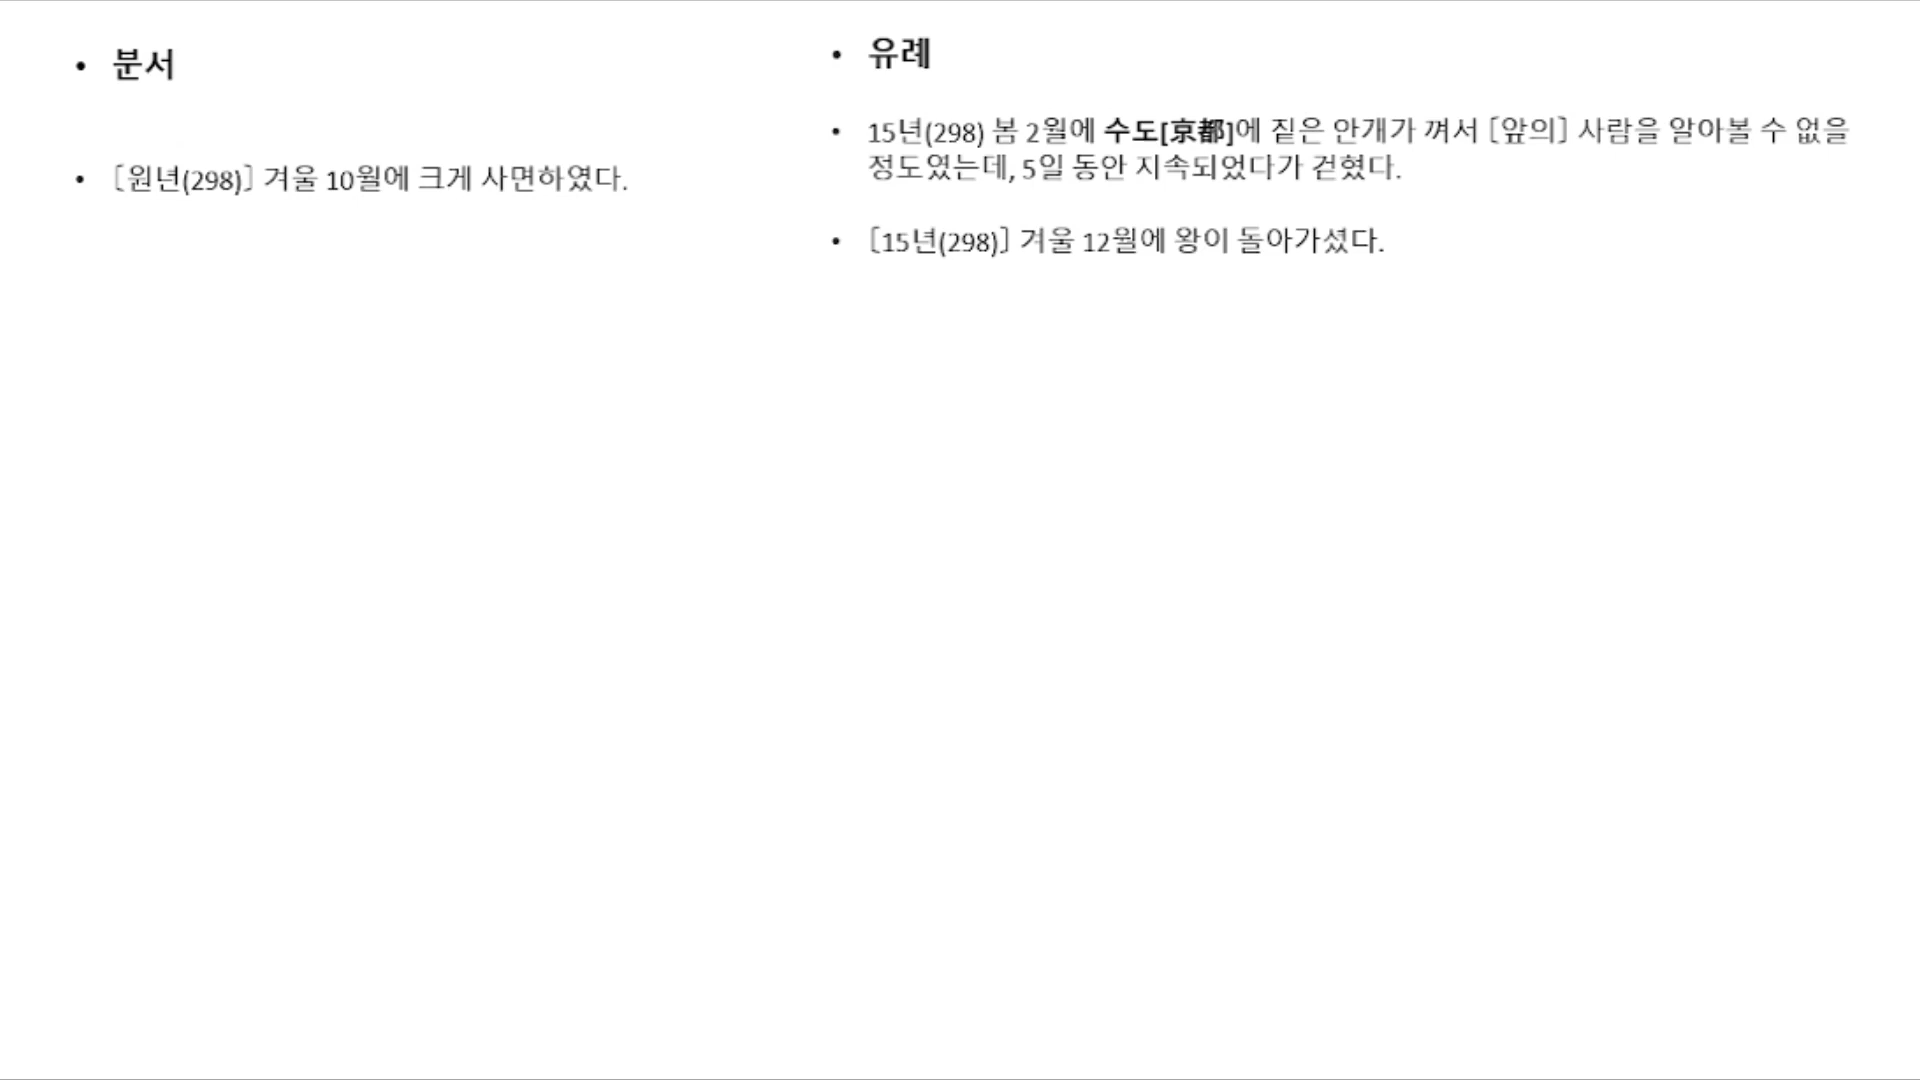 • 분서
• [원년(298)] 겨울 10월에 크게 사면하였다.
• 유례
• 15년(298) 봄 2월에 수도[京都]에 짙은 안개가 껴서 [앞의] 사람을 알아볼 수 없을
정도였는데, 5일 동안 지속되었다가 걷혔다.
• [15년(298)] 겨울 12월에 왕이 돌아가셨다.